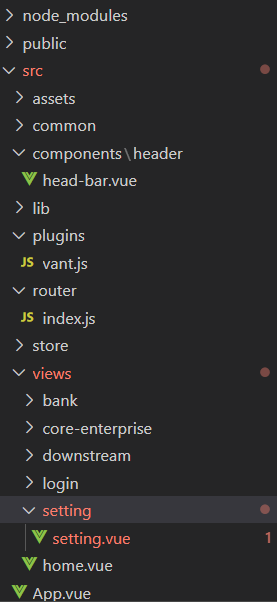 node_modules
public
src
assets
common
components\header
head-bar.vue
lib
plugins
JS vant.js
router
JS index.js
store
views
bank
core-enterprise
downstream
login
setting
setting.vue 1
home.vue
App.vue